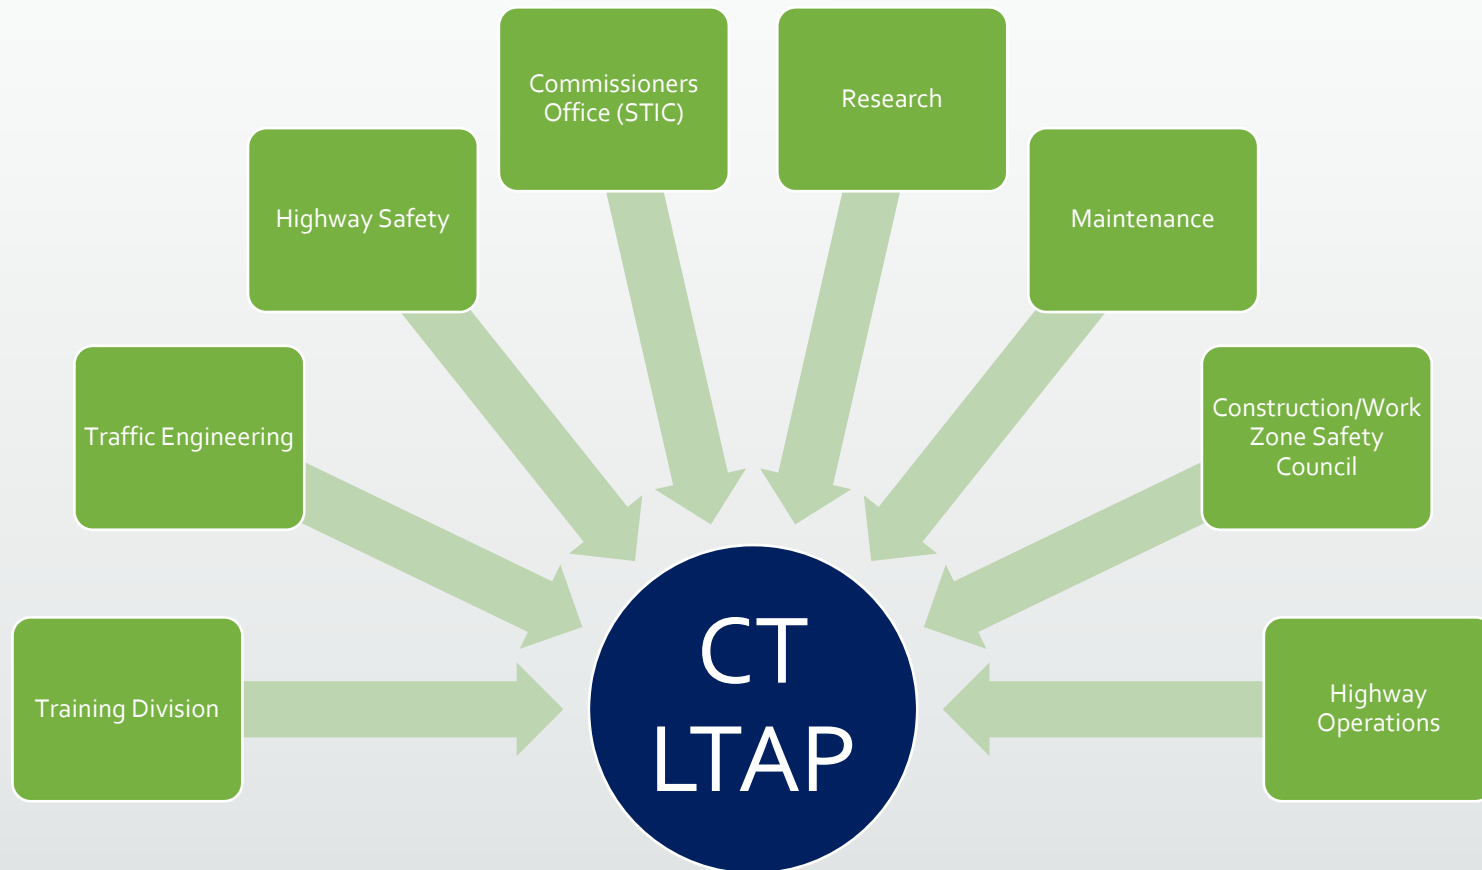 Commissioners
Office (STIC)
Research
Highway Safety
Maintenance
Traffic Engineering
Construction/Work
Zone Safety
Council
Training Division
Highway
Operations
CT
LTAP